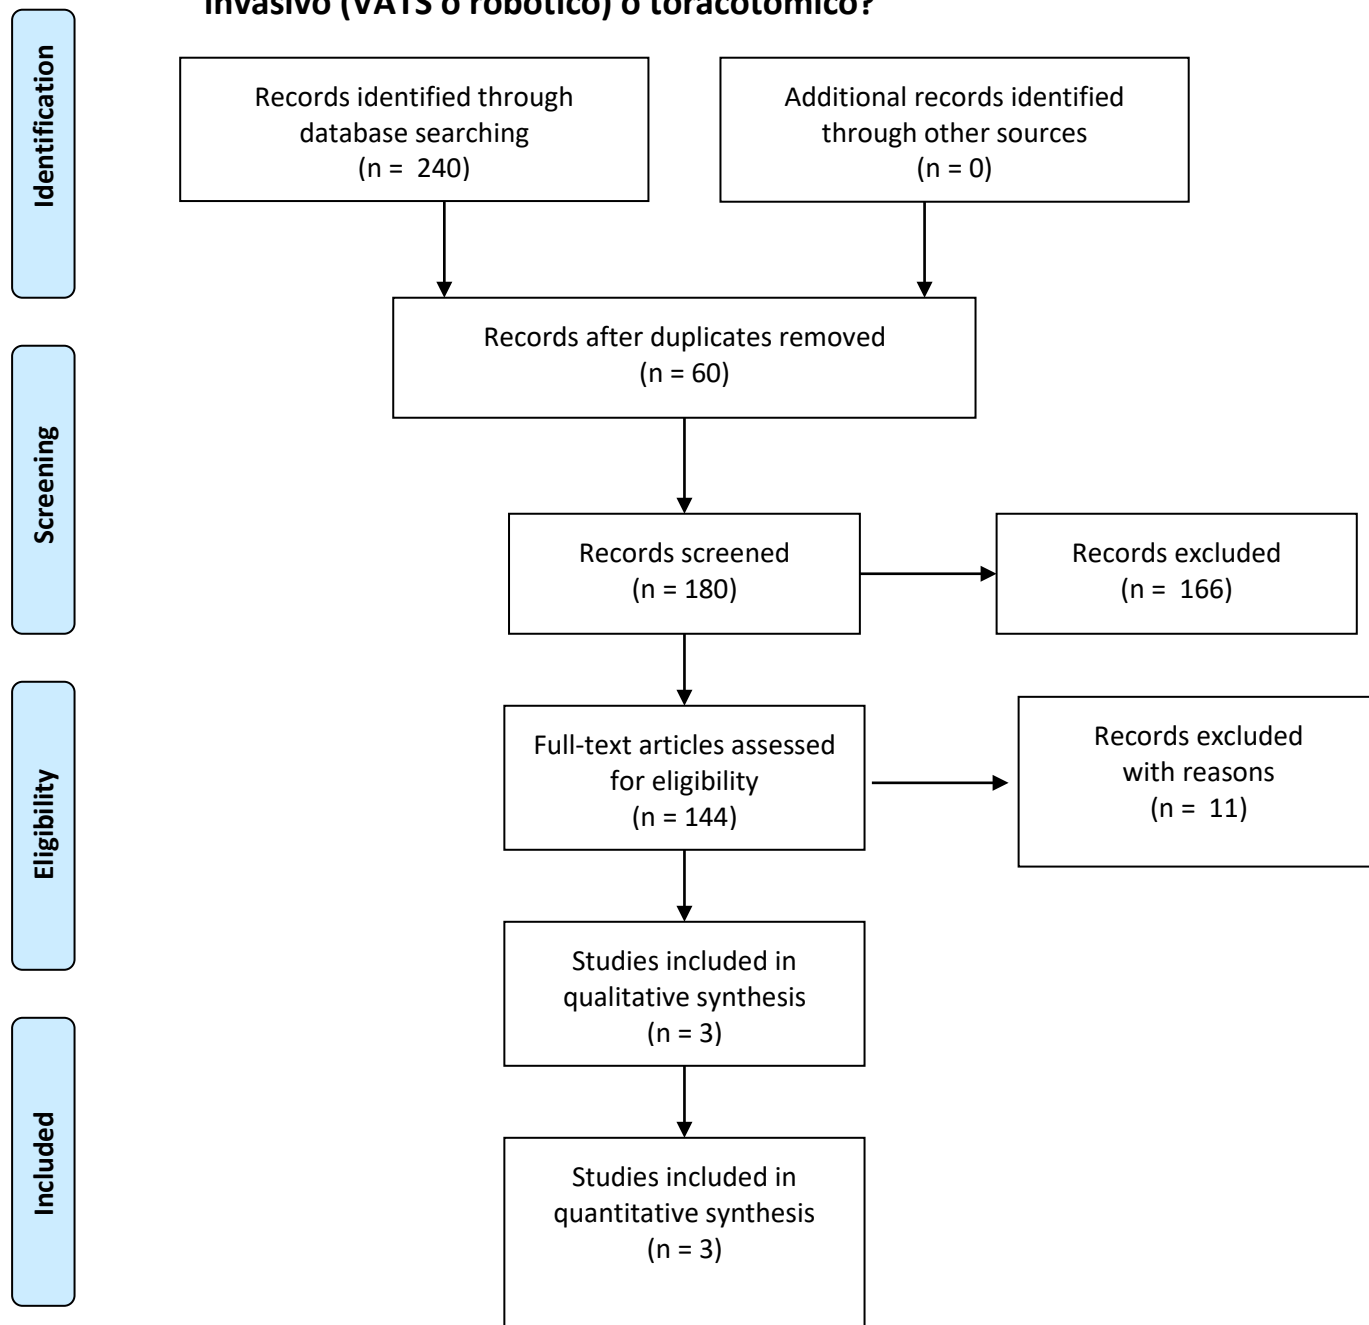 invasivo (VATS o robotico) o toracotomico?
Identification
Records identified through
database searching
(n = 240)
Additional records identified
through other sources
(n = 0)
Records after duplicates removed
(n = 60)
Screening
Records screened
(n = 180)
Records excluded
(n = 166)
Eligibility
Full-text articles assessed
for eligibility
(n = 144)
Records excluded
with reasons
(n = 11)
Studies included in
qualitative synthesis
(n = 3)
Included
Studies included in
quantitative synthesis
(n = 3)